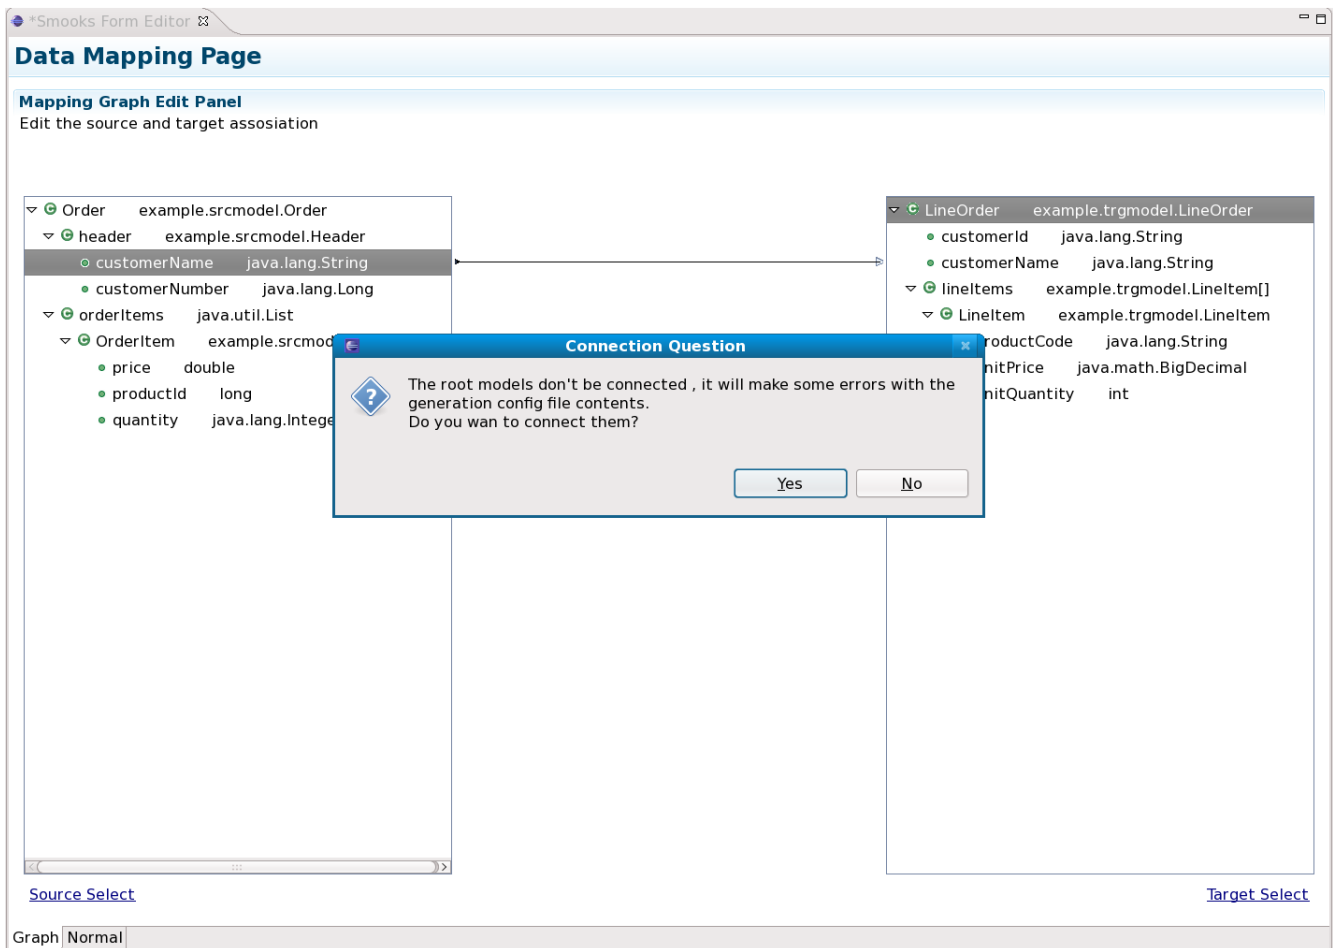 *Smooks Form Editor
Data Mapping Page
Mapping Graph Edit Panel
Edit the source and target assosiation
Order example.srcmodel.Order
header example.srcmodel.Header
customerName java.lang.String
customerNumber java.lang.Long
orderItems java.util.List
OrderItem example.srcmod
price double
productId long
quantity java.lang.Intege
LineOrder example.trgmodel.LineOrder
customerId java.lang.String
customerName java.lang.String
lineItems example.trgmodel.LineItem[]
LineItem example.trgmodel.LineItem
roductCode java.lang.String
nitPrice java.math.BigDecimal
nitQuantity int
Connection Question
The root models don't be connected , it will make some errors with the
generation config file contents.
Do you wan to connect them?
Yes No
Source Select Target Select
Graph Normal